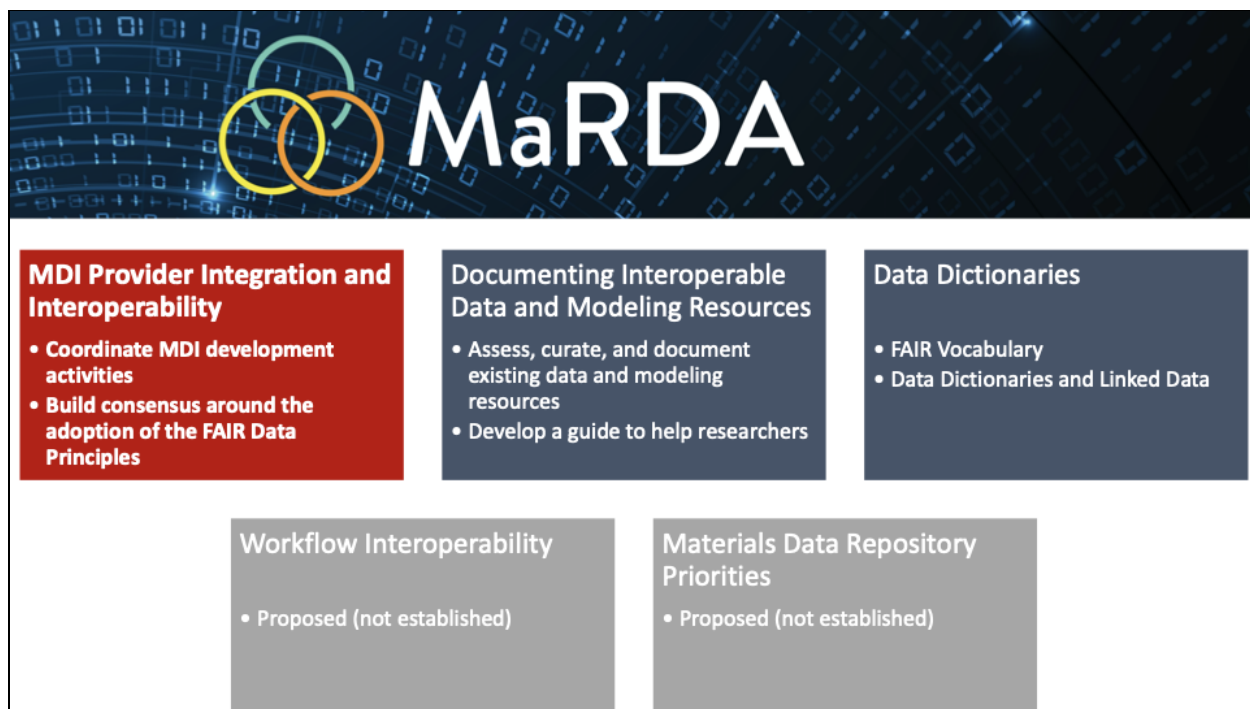 MaRDA
MDI Provider Integration and
Interoperability
• Coordinate MDI development
activities
• Build consensus around the
adoption of the FAIR Data
Principles
Documenting Interoperable
Data and Modeling Resources
• Assess, curate, and document
existing data and modeling
resources
• Develop a guide to help researchers
Data Dictionaries
• FAIR Vocabulary
• Data Dictionaries and Linked Data
Workflow Interoperability
• Proposed (not established)
Materials Data Repository
Priorities
• Proposed (not established)